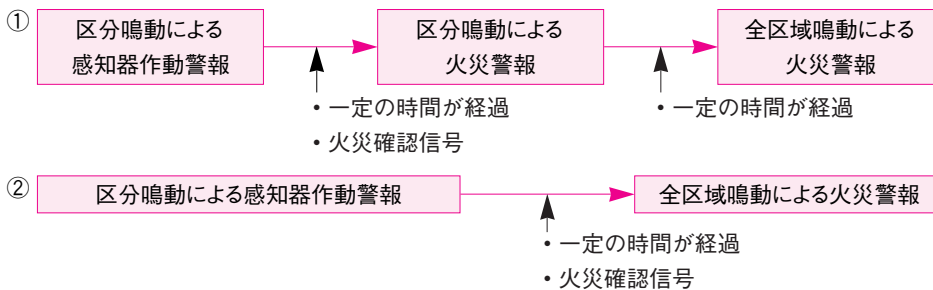 ①
区分鳴動による
感知器作動警報
区分鳴動による
火災警報
全区域鳴動による
火災警報
・一定の時間が経過
・火災確認信号
・一定の時間が経過
②
区分鳴動による感知器作動警報
全区域鳴動による火災警報
・一定の時間が経過
・火災確認信号